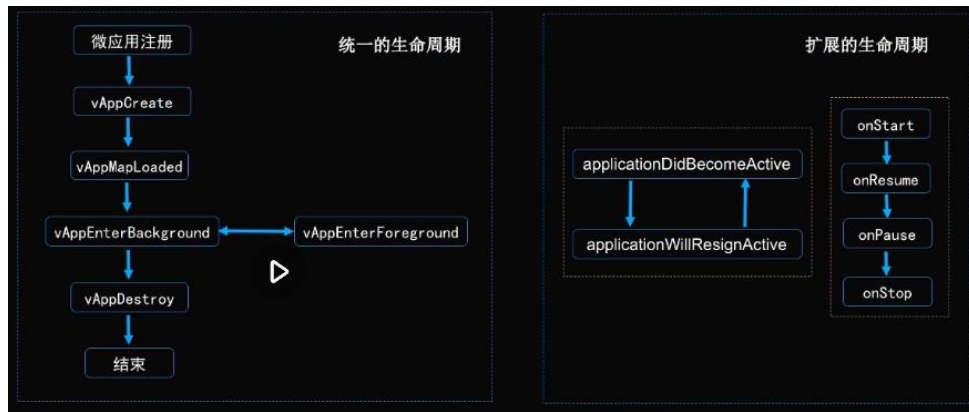 微应用注册
统一的生命周期
vAppCreate
vAppMapLoaded
vAppEnterBackground
vAppEnterForeground
vAppDestroy
结束
扩展的生命周期
applicationDidBecomeActive
applicationWillResignActive
onStart
onResume
onPause
onStop